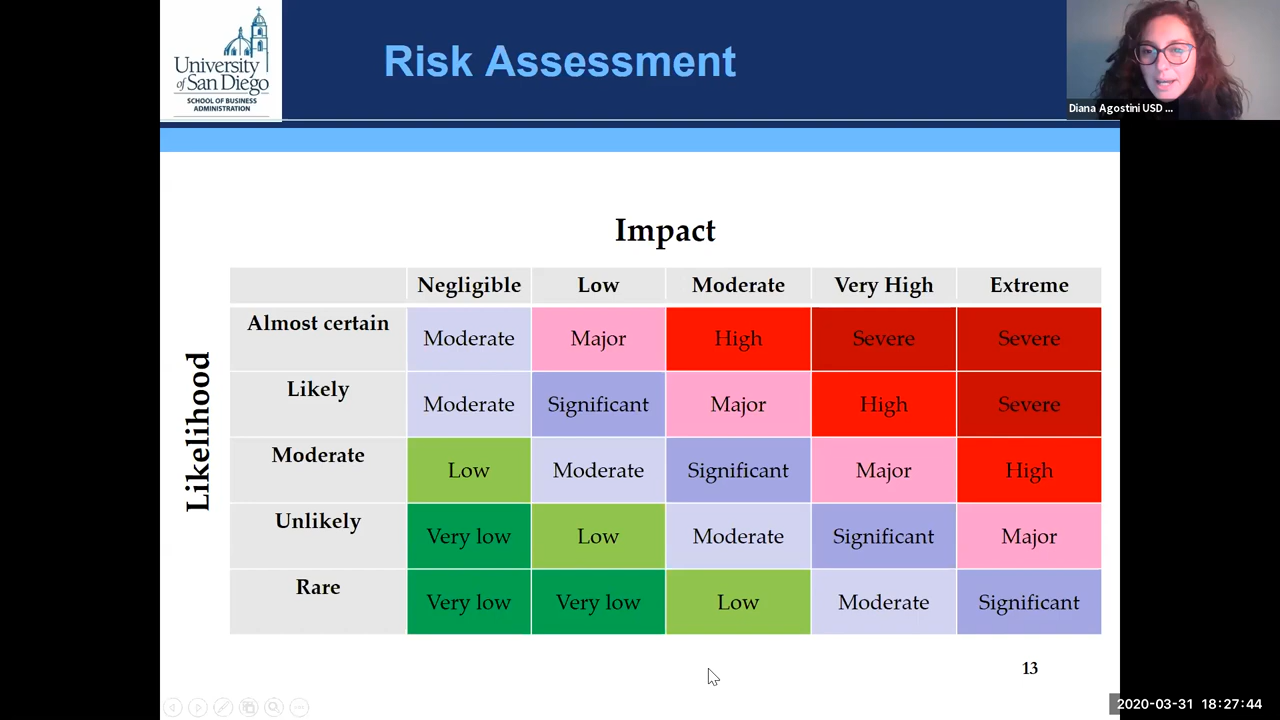 University
of San Diego
SCHOOL OF BUSINESS
ADMINISTRATION
Risk Assessment
Diana Agostini USD ...
Impact
Likelihood
Negligible Low Moderate Very High Extreme
Almost certain Moderate Major High Severe Severe
Likely Moderate Significant Major High Severe
Moderate Low Moderate Significant Major High
Unlikely Very low Low Moderate Significant Major
Rare Very low Very low Low Moderate Significant
13
2020-03-31 18:27:44